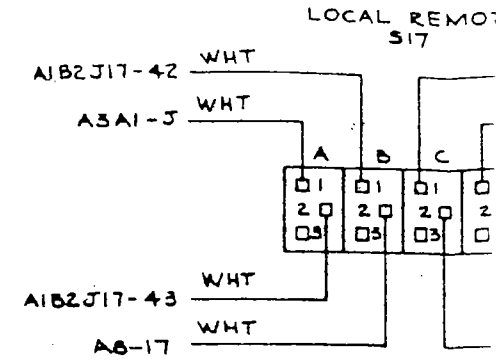 LOCAL REMOT
S17
A1B2J17-42 WHT
A3A1-J WHT
A B C
1 1 1
2 2 2 2
3 3 3
A1B2J17-43 WHT
A8-17 WHT